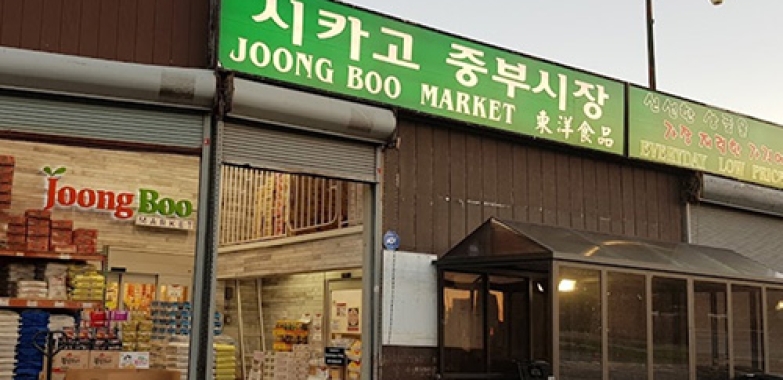 시카고 중부시장
JOONG BOO MARKET 東洋食品
EVERYDAY LOW PRICE
Joong Boo
MARKET